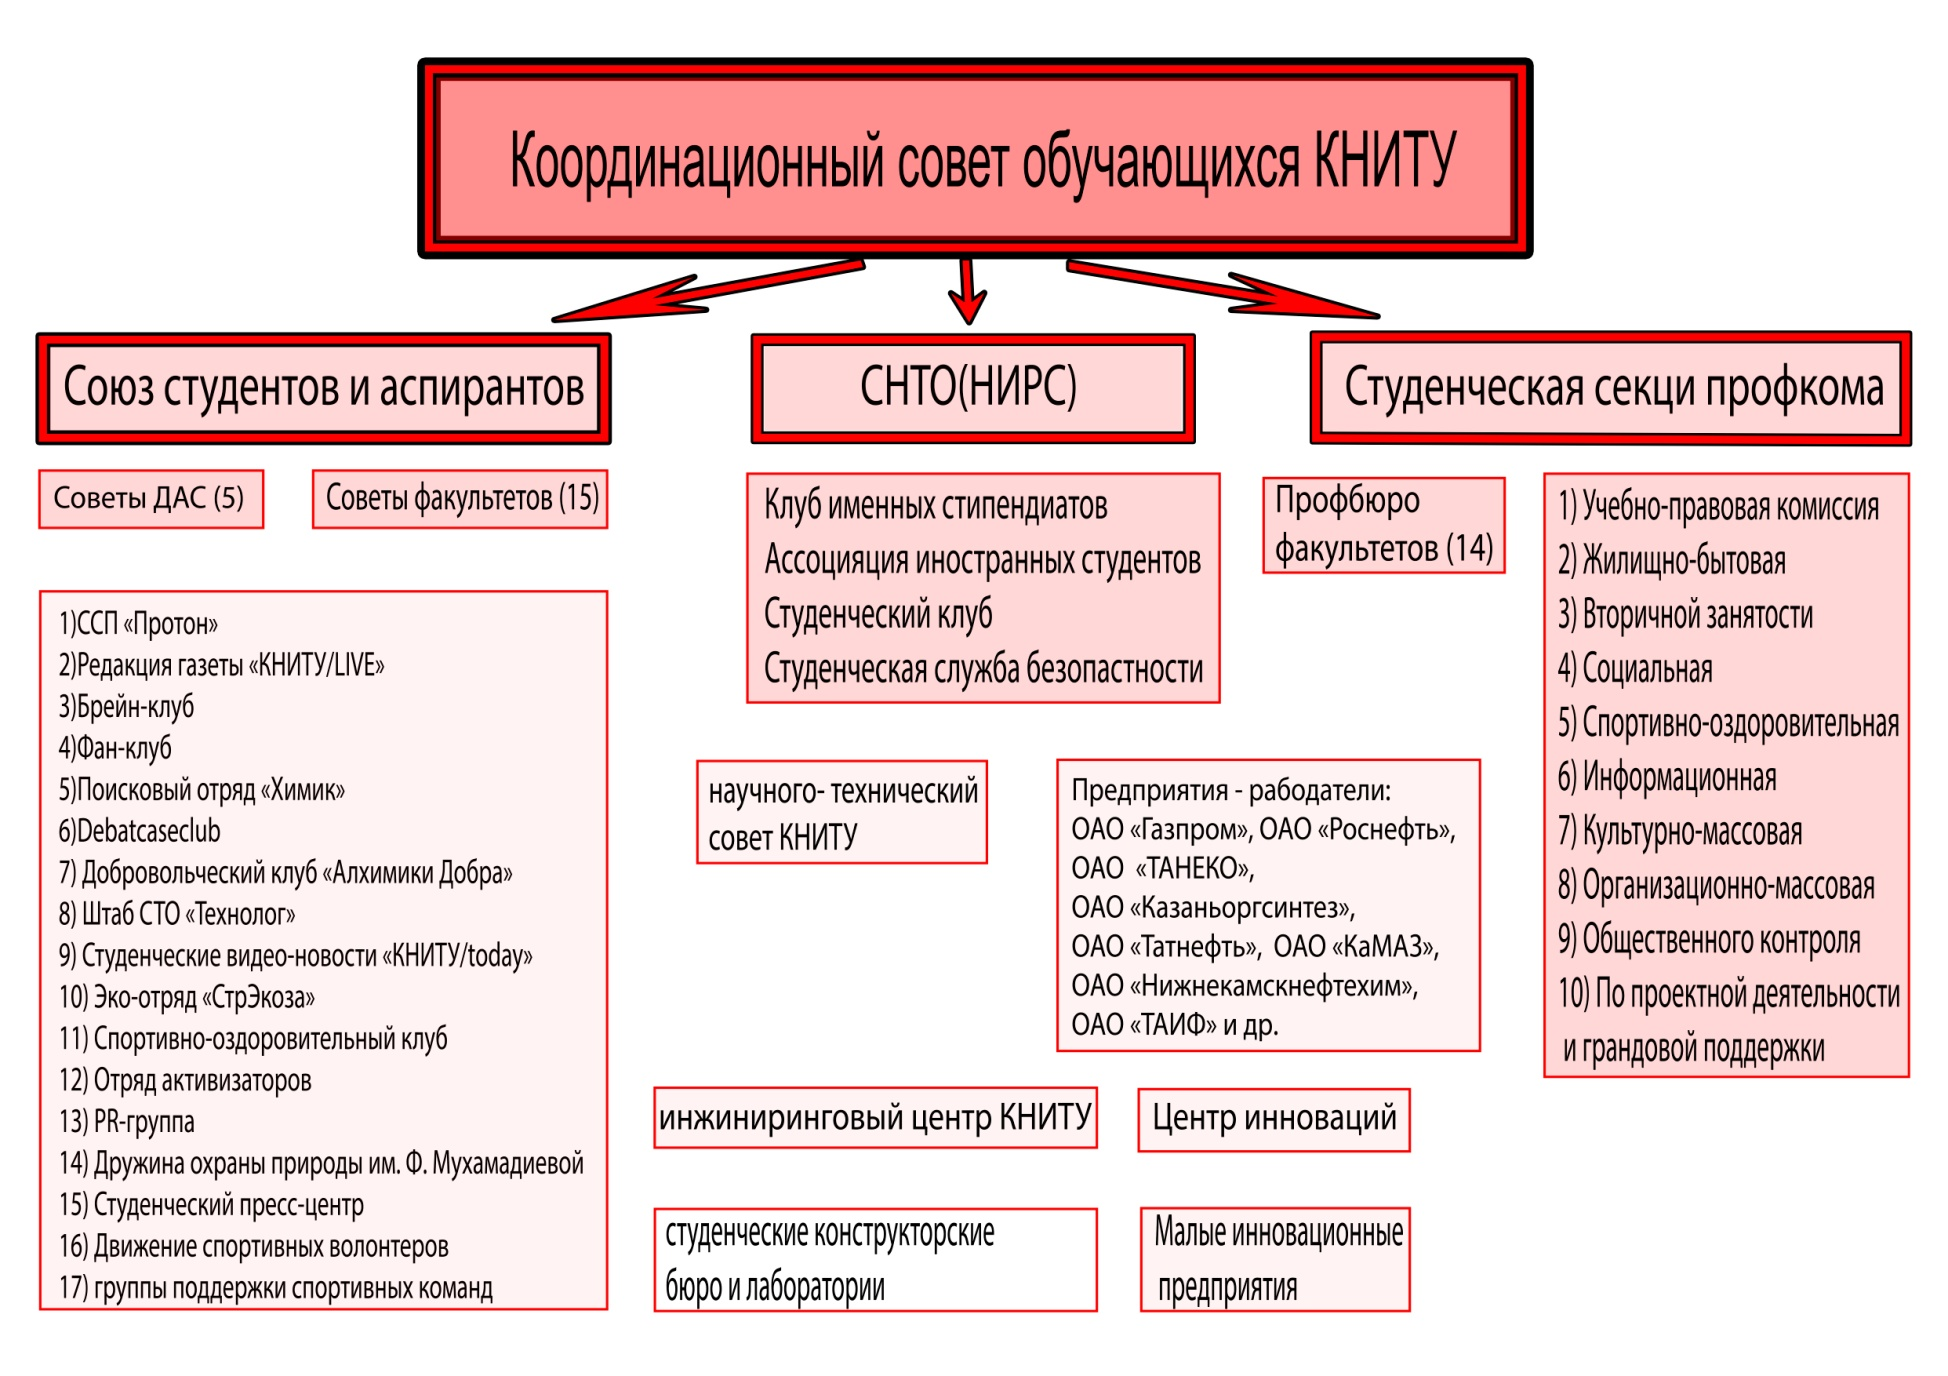 Координационный совет обучающихся КНИТУ
Союз студентов и аспирантов
СНТО(НИРС)
Студенческая секци профкома
Советы ДАС (5)
Советы факультетов (15)
1)ССП «Протон»
2)Редакция газеты «КНИТУ/LIVE»
3)Брейн-клуб
4)Фан-клуб
5)Поисковый отряд «Химик»
6)Debatcaseclub
7) Добровольческий клуб «Алхимики Добра»
8) Штаб СТО «Технолог»
9) Студенческие видео-новости «КНИТУ/today»
10) Эко-отряд «СтрЭкоза»
11) Спортивно-оздоровительный клуб
12) Отряд активизаторов
13) PR-группа
14) Дружина охраны природы им. Ф. Мухамадиевой
15) Студенческий пресс-центр
16) Движение спортивных волонтеров
17) группы поддержки спортивных команд
Клуб именных стипендиатов
Ассоцияция иностранных студентов
Студенческий клуб
Студенческая служба безопастности
научного- технический
совет КНИТУ
Предприятия - рабодатели:
ОАО «Газпром», ОАО «Роснефть»,
ОАО «ТАНЕКО»,
ОАО «Казаньоргсинтез»,
ОАО «Татнефть», ОАО «КаМАЗ»,
ОАО «Нижнекамскнефтехим»,
ОАО «ТАИФ» и др.
инжиниринговый центр КНИТУ
Центр инноваций
студенческие конструкторские
бюро и лаборатории
Малые инновационные
предприятия
Профбюро
факультетов (14)
1) Учебно-правовая комиссия
2) Жилищно-бытовая
3) Вторичной занятости
4) Социальная
5) Спортивно-оздоровительная
6) Информационная
7) Культурно-массовая
8) Организационно-массовая
9) Общественного контроля
10) По проектной деятельности
и грандовой поддержки